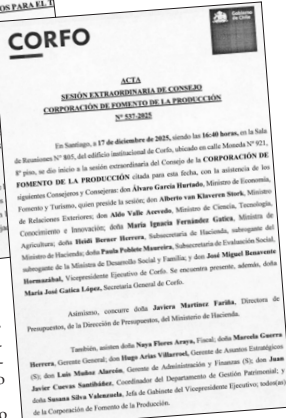 OS PARA EL T
CORFO
Gobierno
de Chile
ACTA
SESIÓN EXTRAORDINARIA DE CONSEJO
CORPORACIÓN DE FOMENTO DE LA PRODUCCIÓN
N° 537-2025
En Santiago, a 17 de diciembre de 2025, siendo las 16:40 horas, en la Sala
de Reuniones N° 805, del edificio institucional de Corfo, ubicado en calle Moneda N° 921,
8° piso, se dio inicio a la sesión extraordinaria del Consejo de la CORPORACIÓN DE
FOMENTO DE LA PRODUCCIÓN citada para esta fecha, con la asistencia de los
siguientes Consejeros y Consejeras: don Álvaro García Hurtado, Ministro de Economía,
Fomento y Turismo, quien preside la sesión; don Alberto van Klaveren Stork, Ministro
de Relaciones Exteriores; don Aldo Valle Acevedo, Ministro de Ciencia, Tecnología,
Conocimiento e Innovación; doña María Ignacia Fernández Gatica, Ministra de
Agricultura; doña Heidi Berner Herrera, Subsecretaria de Hacienda, subrogante del
Ministro de Hacienda; doña Paula Poblete Maureira, Subsecretaria de Evaluación Social,
subrogante de la Ministra de Desarrollo Social y Familia; y don José Miguel Benavente
Hormazábal, Vicepresidente Ejecutivo de Corfo. Se encuentra presente, además, doña
María José Gatica López, Secretaria General de Corfo.
Asimismo, concurre doña Javiera Martínez Fariña, Directora de
Presupuestos, de la Dirección de Presupuestos, del Ministerio de Hacienda.
También, asisten doña Naya Flores Araya, Fiscal; doña Marcela Guerra
Herrera, Gerente General; don Hugo Arias Villarroel, Gerente de Asuntos Estratégicos
(S); don Luis Muñoz Alarcón, Gerente de Administración y Finanzas (S); don Juan
Javier Cuevas Santibáñez, Coordinador del Departamento de Gestión Patrimonial; y
doña Susana Silva Valenzuela, Jefa de Gabinete del Vicepresidente Ejecutivo; todos(as)
de la Corporación de Fomento de la Producción.